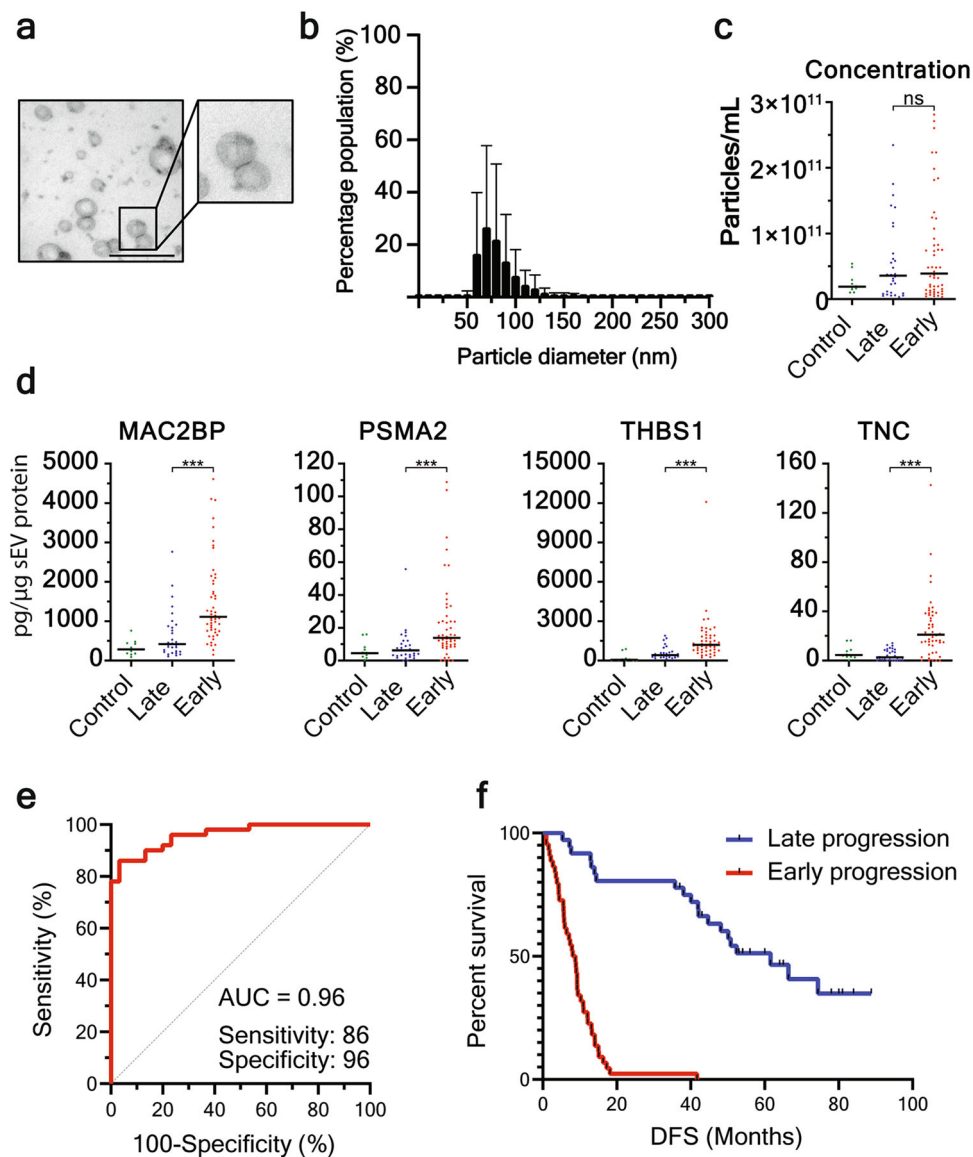 a
b
Percentage population (%)
100
80
60
40
20
50
100
150
200
250
300
Particle diameter (nm)
c
Concentration
Particles/mL
3×10¹¹
2×10¹¹
1×10¹¹
0
ns
Control
Late
Early
d
pg/µg sEV protein
MAC2BP
5000
4000
3000
2000
1000
0
***
Control
Late
Early
PSMA2
120
100
80
60
40
20
0
***
Control
Late
Early
THBS1
15000
12000
9000
6000
3000
0
***
Control
Late
Early
TNC
160
120
80
40
0
***
Control
Late
Early
e
Sensitivity (%)
100
80
60
40
20
0
AUC = 0.96
Sensitivity: 86
Specificity: 96
0 20 40 60 80 100
100-Specificity (%)
f
Percent survival
100
50
0
Late progression
Early progression
0 20 40 60 80 100
DFS (Months)